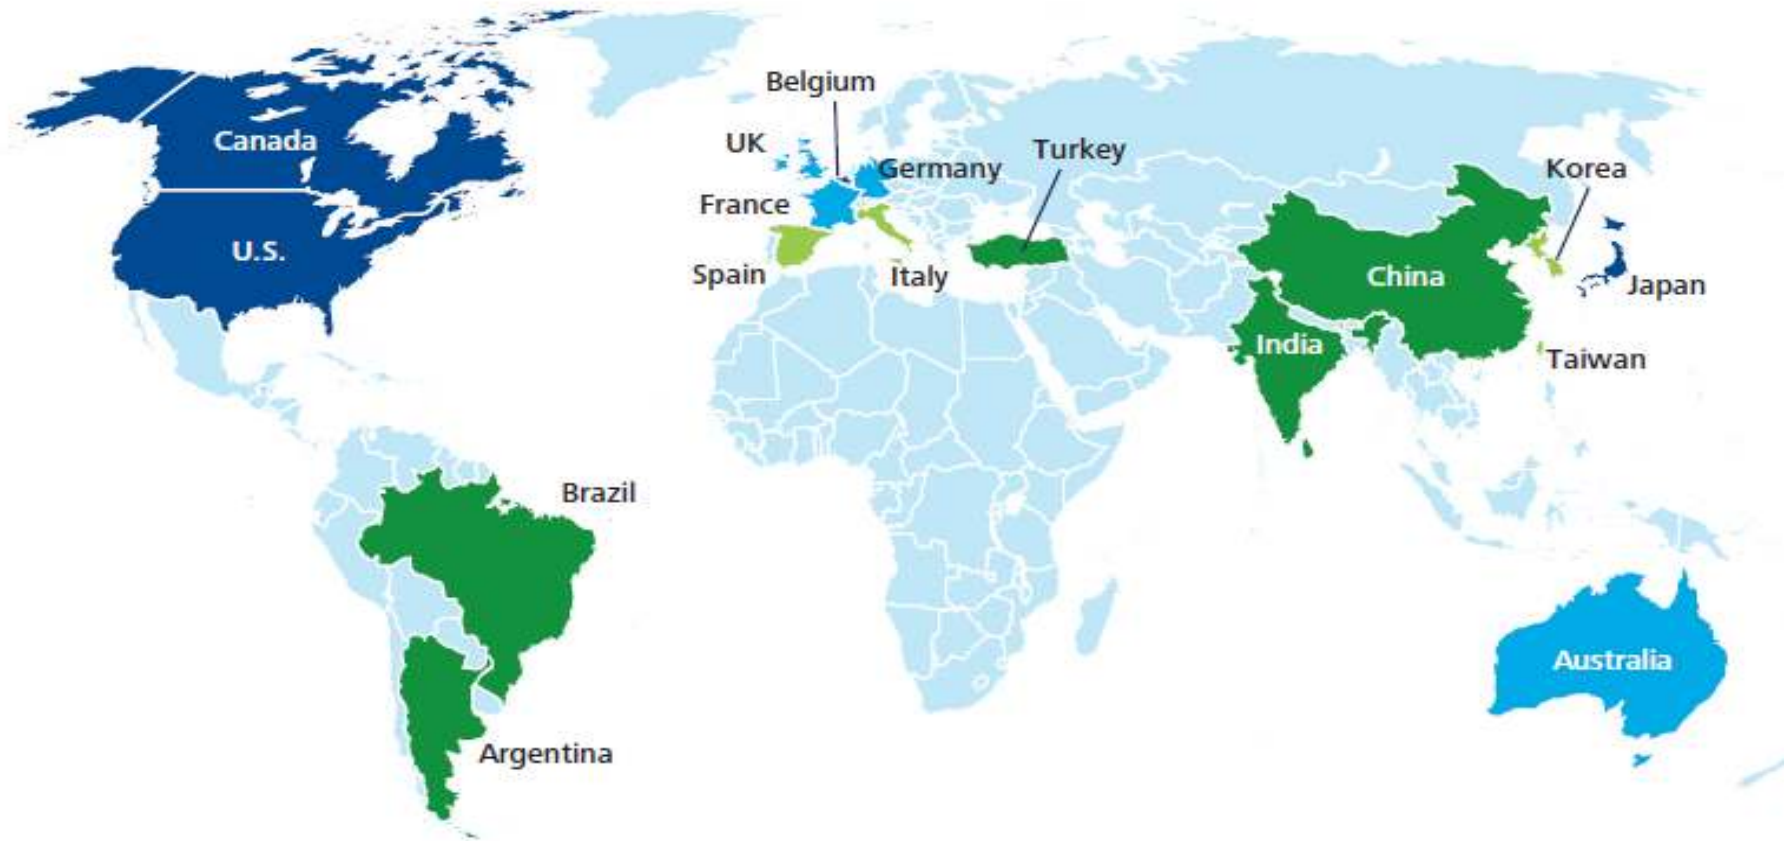 Belgium
UK
Canada
Turkey
Germany
Korea
France
U.S.
Spain
Italy
China
Japan
India
Taiwan
Brazil
Australia
Argentina